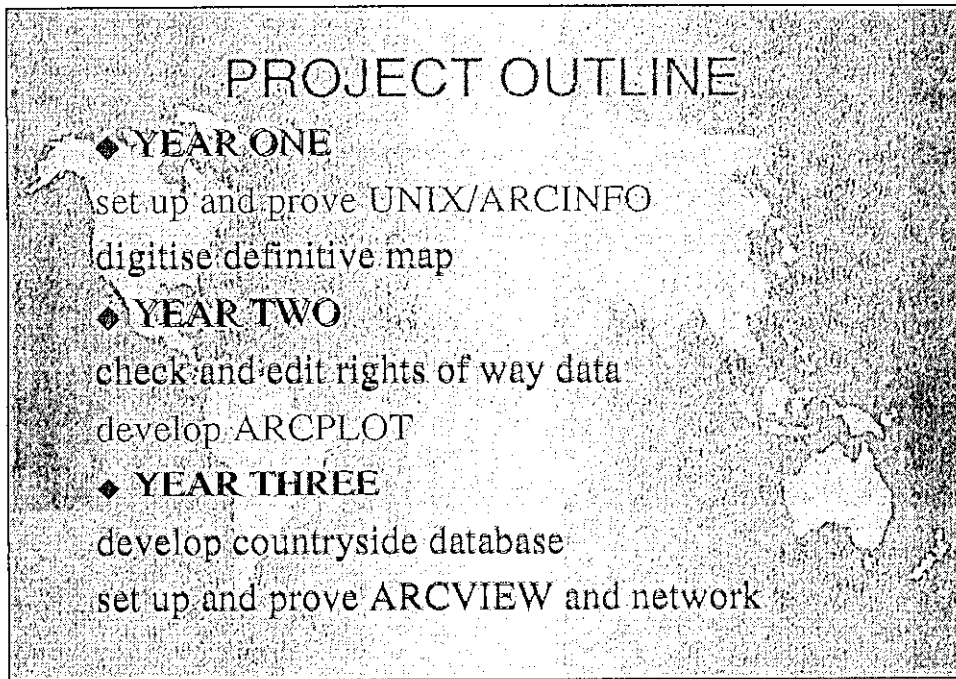 PROJECT OUTLINE
◆ YEAR ONE
set up and prove UNIX/ARCINFO
digitise definitive map
◆ YEAR TWO
check and edit rights of way data
develop ARCPLOT
◆ YEAR THREE
develop countryside database
set up and prove ARCVIEW and network